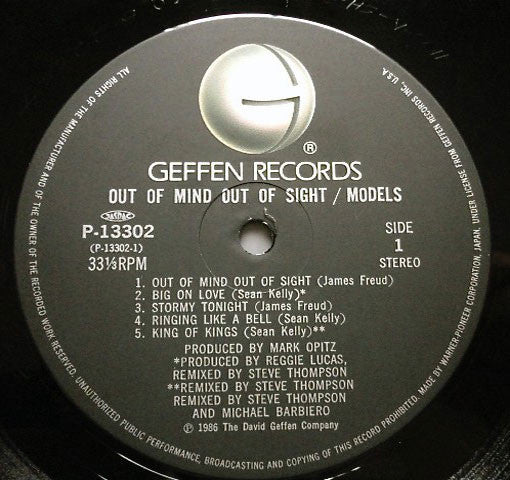 G
®
GEFFEN RECORDS
OUT OF MIND OUT OF SIGHT / MODELS
JASRAC
P-13302
(P-13302-1)
33⅓RPM
SIDE
1
STEREO
1. OUT OF MIND OUT OF SIGHT (James Freud)
2. BIG ON LOVE (Sean Kelly)*
3. STORMY TONIGHT (James Freud)
4. RINGING LIKE A BELL (Sean Kelly)
5. KING OF KINGS (Sean Kelly)**
PRODUCED BY MARK OPITZ
*PRODUCED BY REGGIE LUCAS,
REMIXED BY STEVE THOMPSON
**REMIXED BY STEVE THOMPSON
REMIXED BY STEVE THOMPSON
AND MICHAEL BARBIERO
Ⓟ 1986 The David Geffen Company
ALL RIGHTS OF THE MANUFACTURER AND OF THE OWNER OF THE RECORDED WORK RESERVED. UNAUTHORIZED PUBLIC PERFORMANCE, BROADCASTING AND COPYING OF THIS RECORD PROHIBITED. MADE BY WARNER-PIONEER CORPORATION, JAPAN, UNDER LICENSE FROM GEFFEN RECORDS INC., U.S.A.